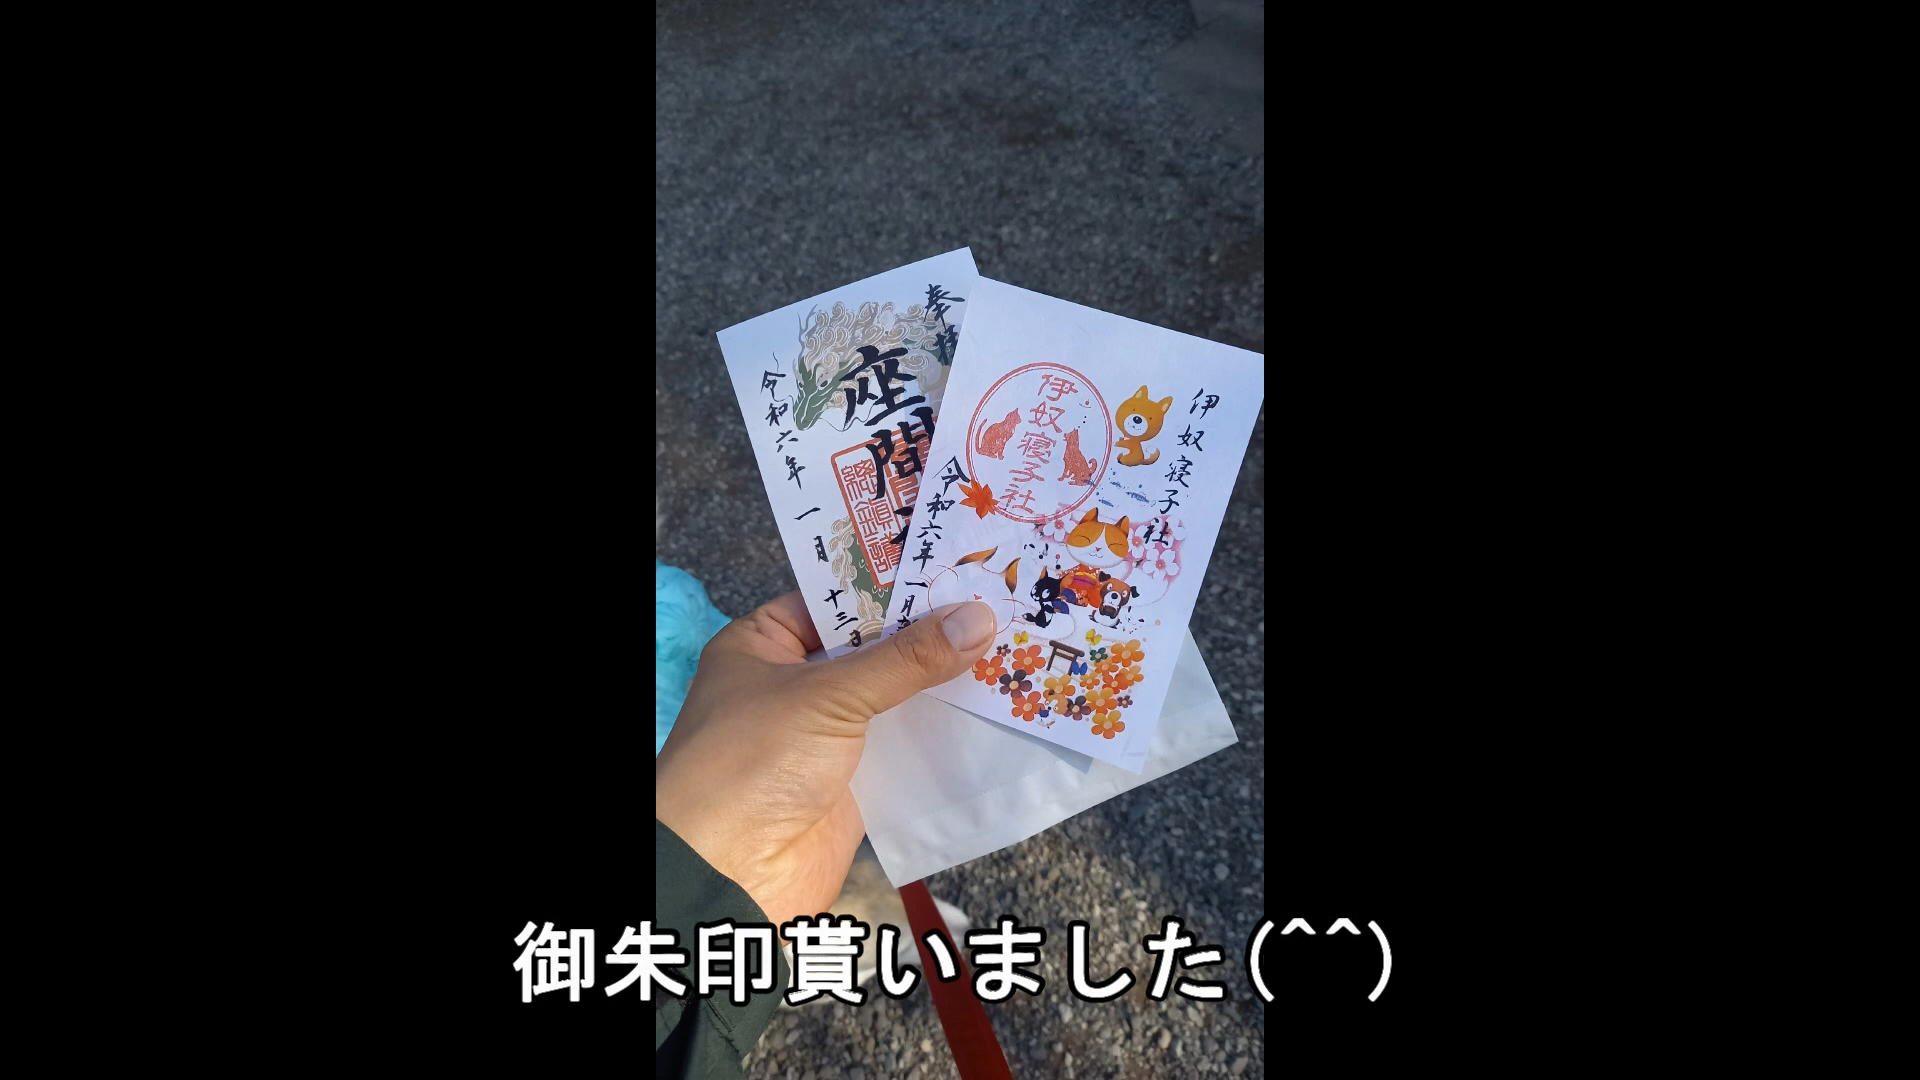 奉拝
座間
令和六年
一月
十三日
伊奴寝子社
伊奴寝子社
令和六年一月
御朱印貰いました(^^)